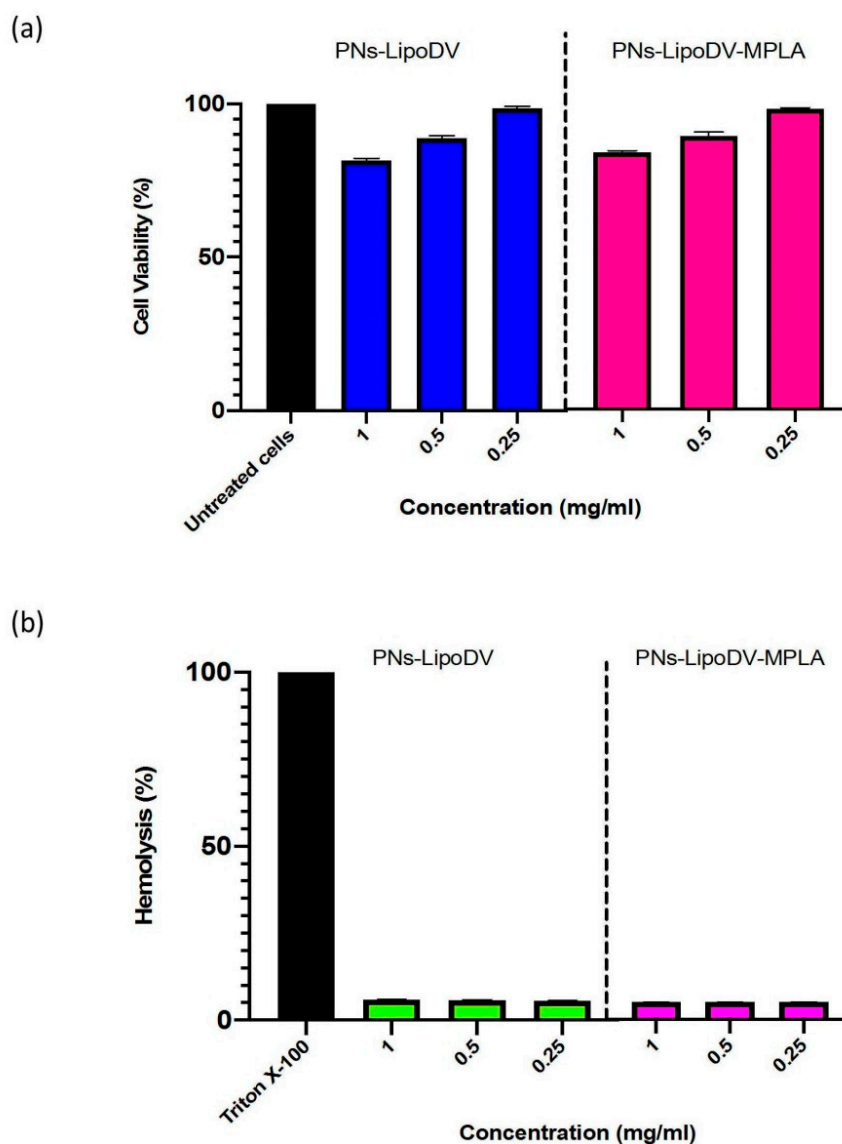 (a)
PNs-LipoDV
PNs-LipoDV-MPLA
100
50
0
Cell Viability (%)
Untreated cells
1
0.5
0.25
1
0.5
0.25
Concentration (mg/ml)
(b)
PNs-LipoDV
PNs-LipoDV-MPLA
100
50
0
Hemolysis (%)
Triton X-100
1
0.5
0.25
1
0.5
0.25
Concentration (mg/ml)